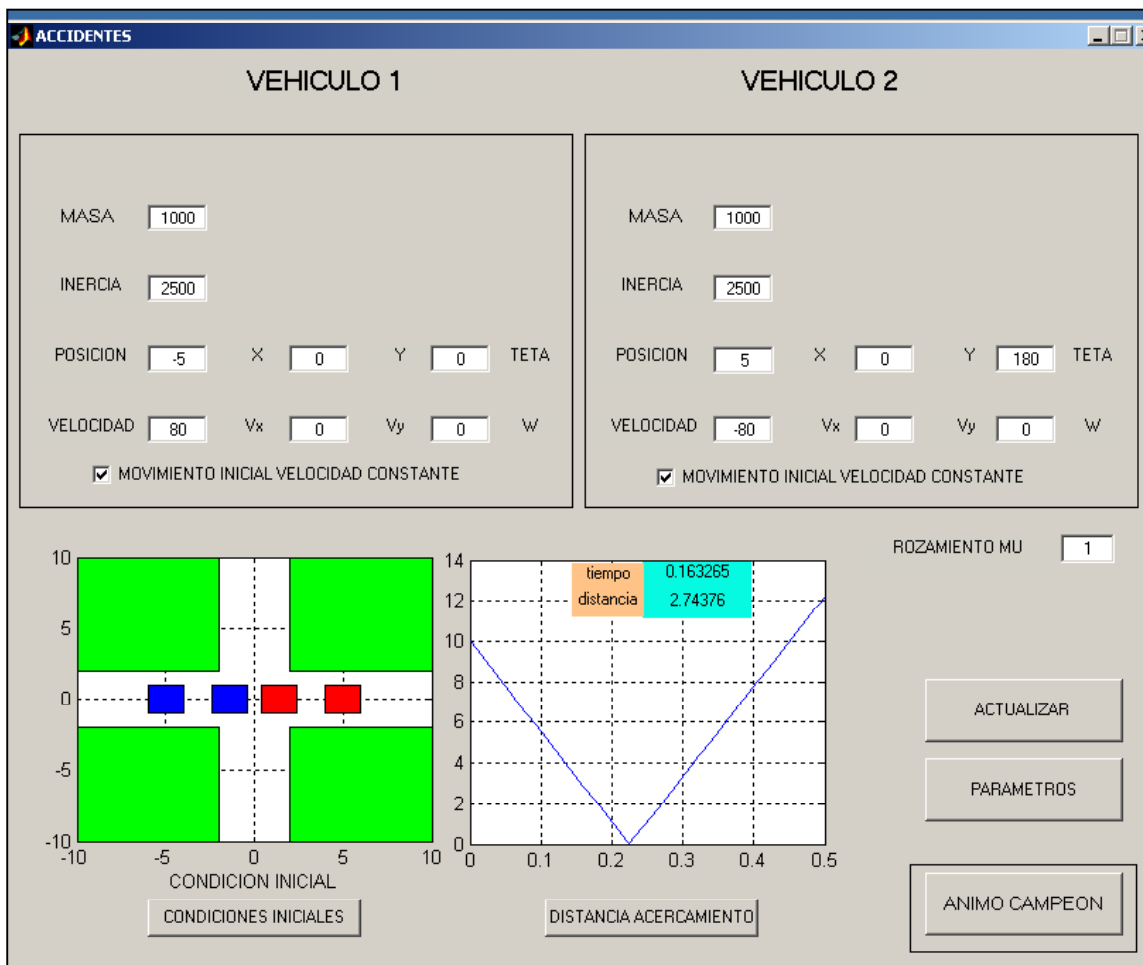 ACCIDENTES
VEHICULO 1 VEHICULO 2
MASA 1000 MASA 1000
INERCIA 2500 INERCIA 2500
POSICION -5 X 0 Y 0 TETA POSICION 5 X 0 Y 180 TETA
VELOCIDAD 80 Vx 0 Vy 0 W VELOCIDAD -80 Vx 0 Vy 0 W
MOVIMIENTO INICIAL VELOCIDAD CONSTANTE MOVIMIENTO INICIAL VELOCIDAD CONSTANTE
ROZAMIENTO MU 1
10
5
0
-5
-10
-10 -5 0 5 10
CONDICION INICIAL
CONDICIONES INICIALES
14
12
10
8
6
4
2
0
tiempo 0.163265
distancia 2.74376
0 0.1 0.2 0.3 0.4 0.5
DISTANCIA ACERCAMIENTO
ACTUALIZAR
PARAMETROS
ANIMO CAMPEON